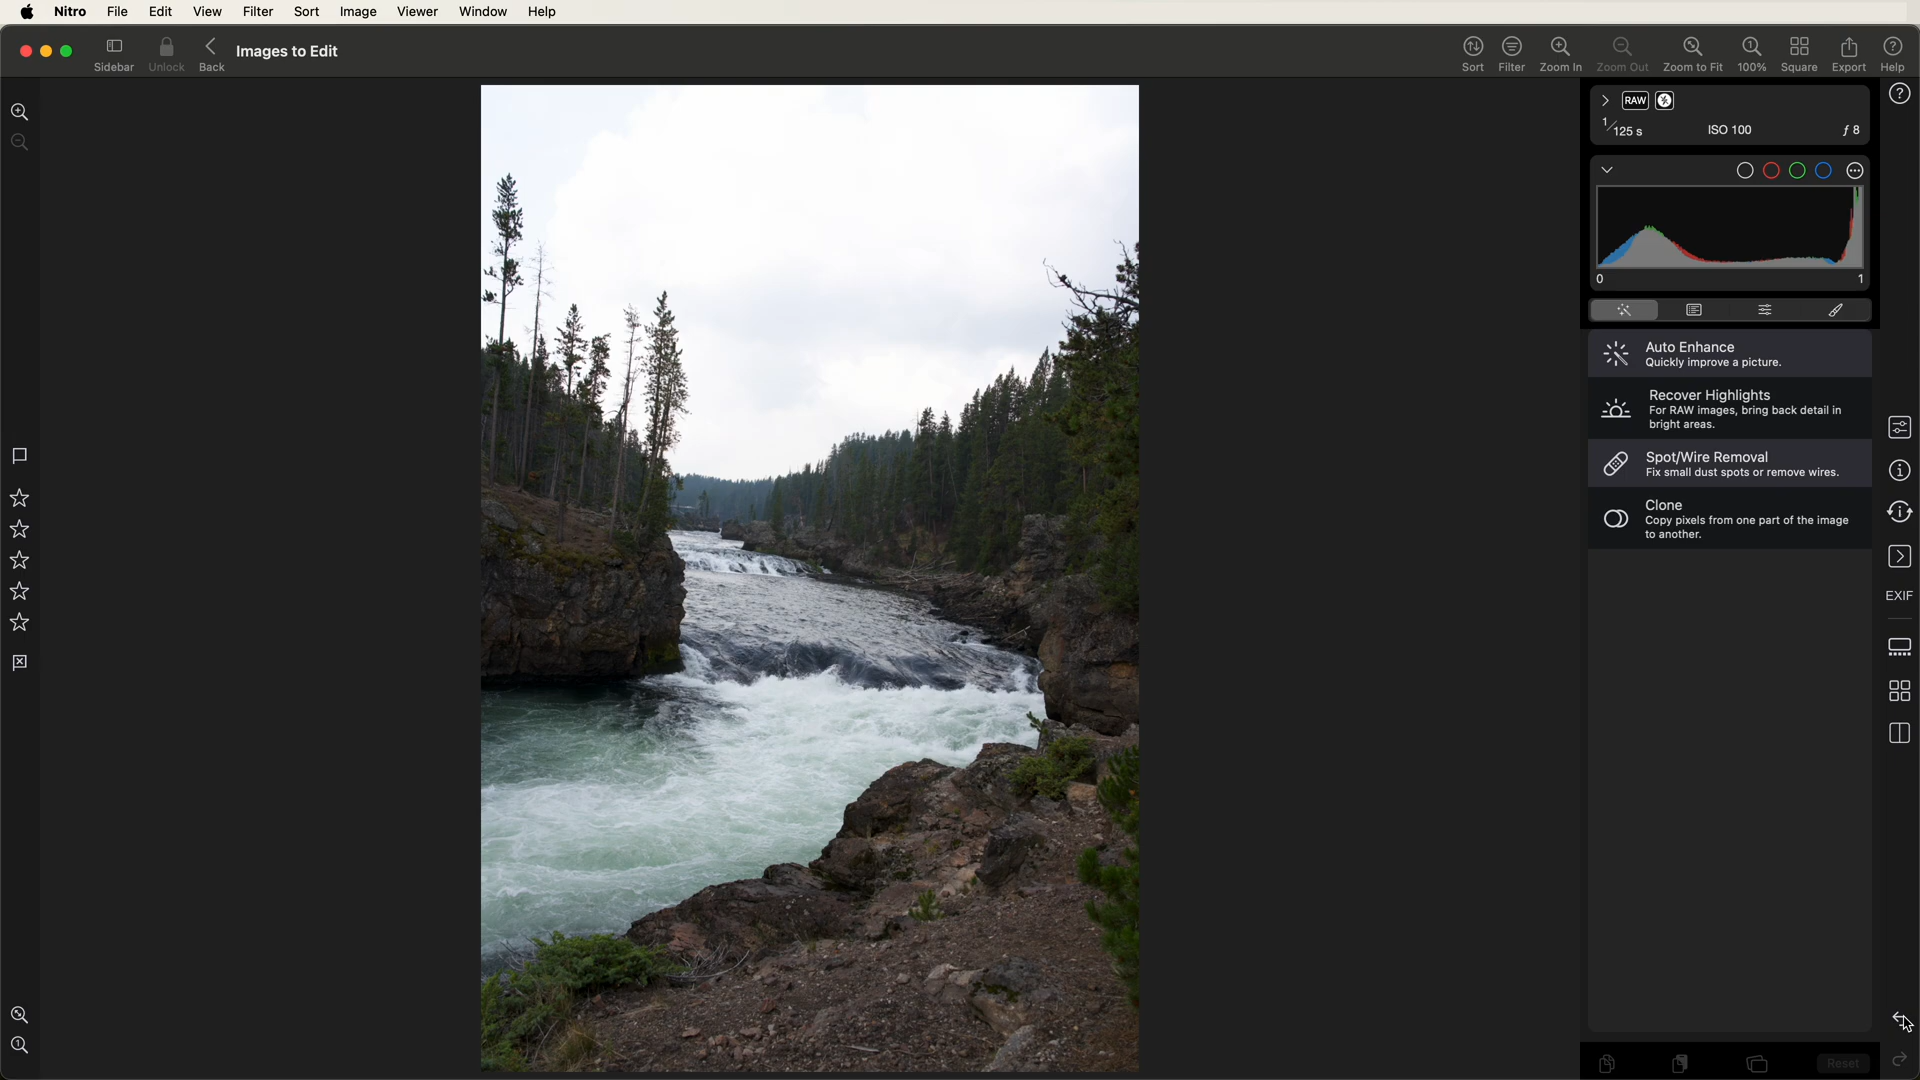 Nitro File Edit View Filter Sort Image Viewer Window Help
Sidebar Unlock Back Images to Edit Sort Filter Zoom In Zoom Out Zoom to Fit 100% Square Export Help
RAW
1/125 s ISO 100 ƒ 8
0 1
Auto Enhance
Quickly improve a picture.
Recover Highlights
For RAW images, bring back detail in
bright areas.
Spot/Wire Removal
Fix small dust spots or remove wires.
Clone
Copy pixels from one part of the image
to another.
EXIF
Reset